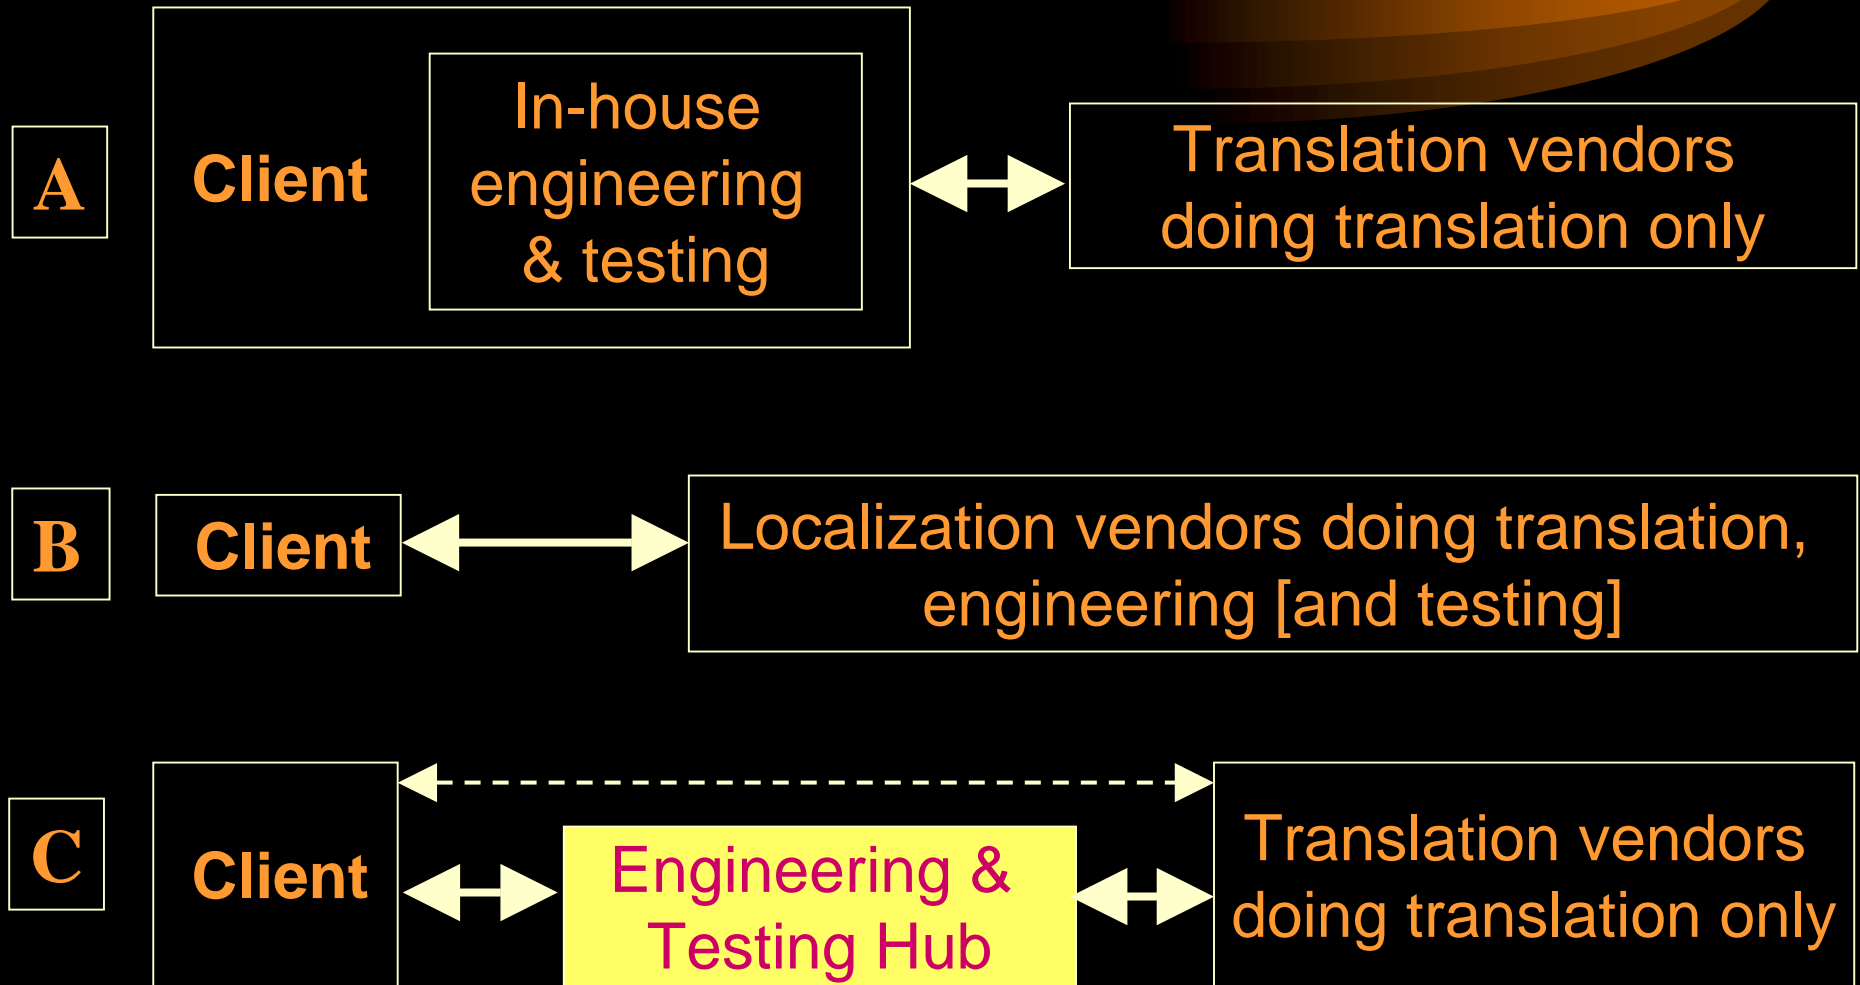 A
Client
In-house
engineering
& testing
Translation vendors
doing translation only
B
Client
Localization vendors doing translation,
engineering [and testing]
C
Client
Engineering &
Testing Hub
Translation vendors
doing translation only